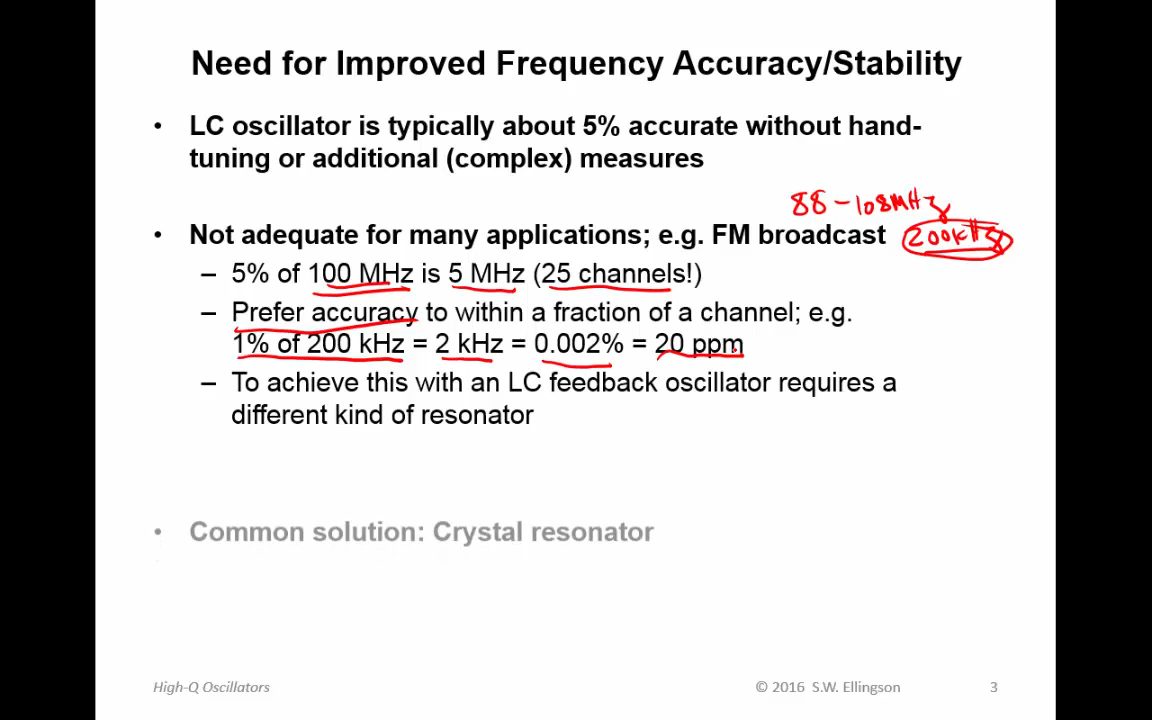 Need for Improved Frequency Accuracy/Stability
• LC oscillator is typically about 5% accurate without hand-
tuning or additional (complex) measures
88 - 108MHz
• Not adequate for many applications; e.g. FM broadcast 200kHz
– 5% of 100 MHz is 5 MHz (25 channels!)
– Prefer accuracy to within a fraction of a channel; e.g.
1% of 200 kHz = 2 kHz = 0.002% = 20 ppm
– To achieve this with an LC feedback oscillator requires a
different kind of resonator
• Common solution: Crystal resonator
High-Q Oscillators © 2016 S.W. Ellingson 3